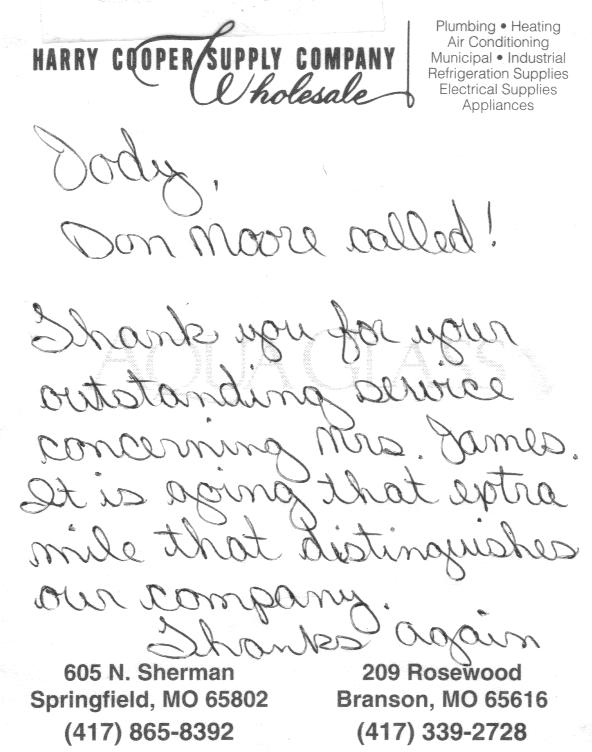 HARRY COOPER SUPPLY COMPANY
Wholesale
Plumbing • Heating
Air Conditioning
Municipal • Industrial
Refrigeration Supplies
Electrical Supplies
Appliances
Jody,
Don Moore called!
Thank you for your
outstanding service
concerning Mrs. James.
It is going that extra
mile that distinguishes
our company.
Thanks again
AQUA GLASS
605 N. Sherman
Springfield, MO 65802
(417) 865-8392
209 Rosewood
Branson, MO 65616
(417) 339-2728